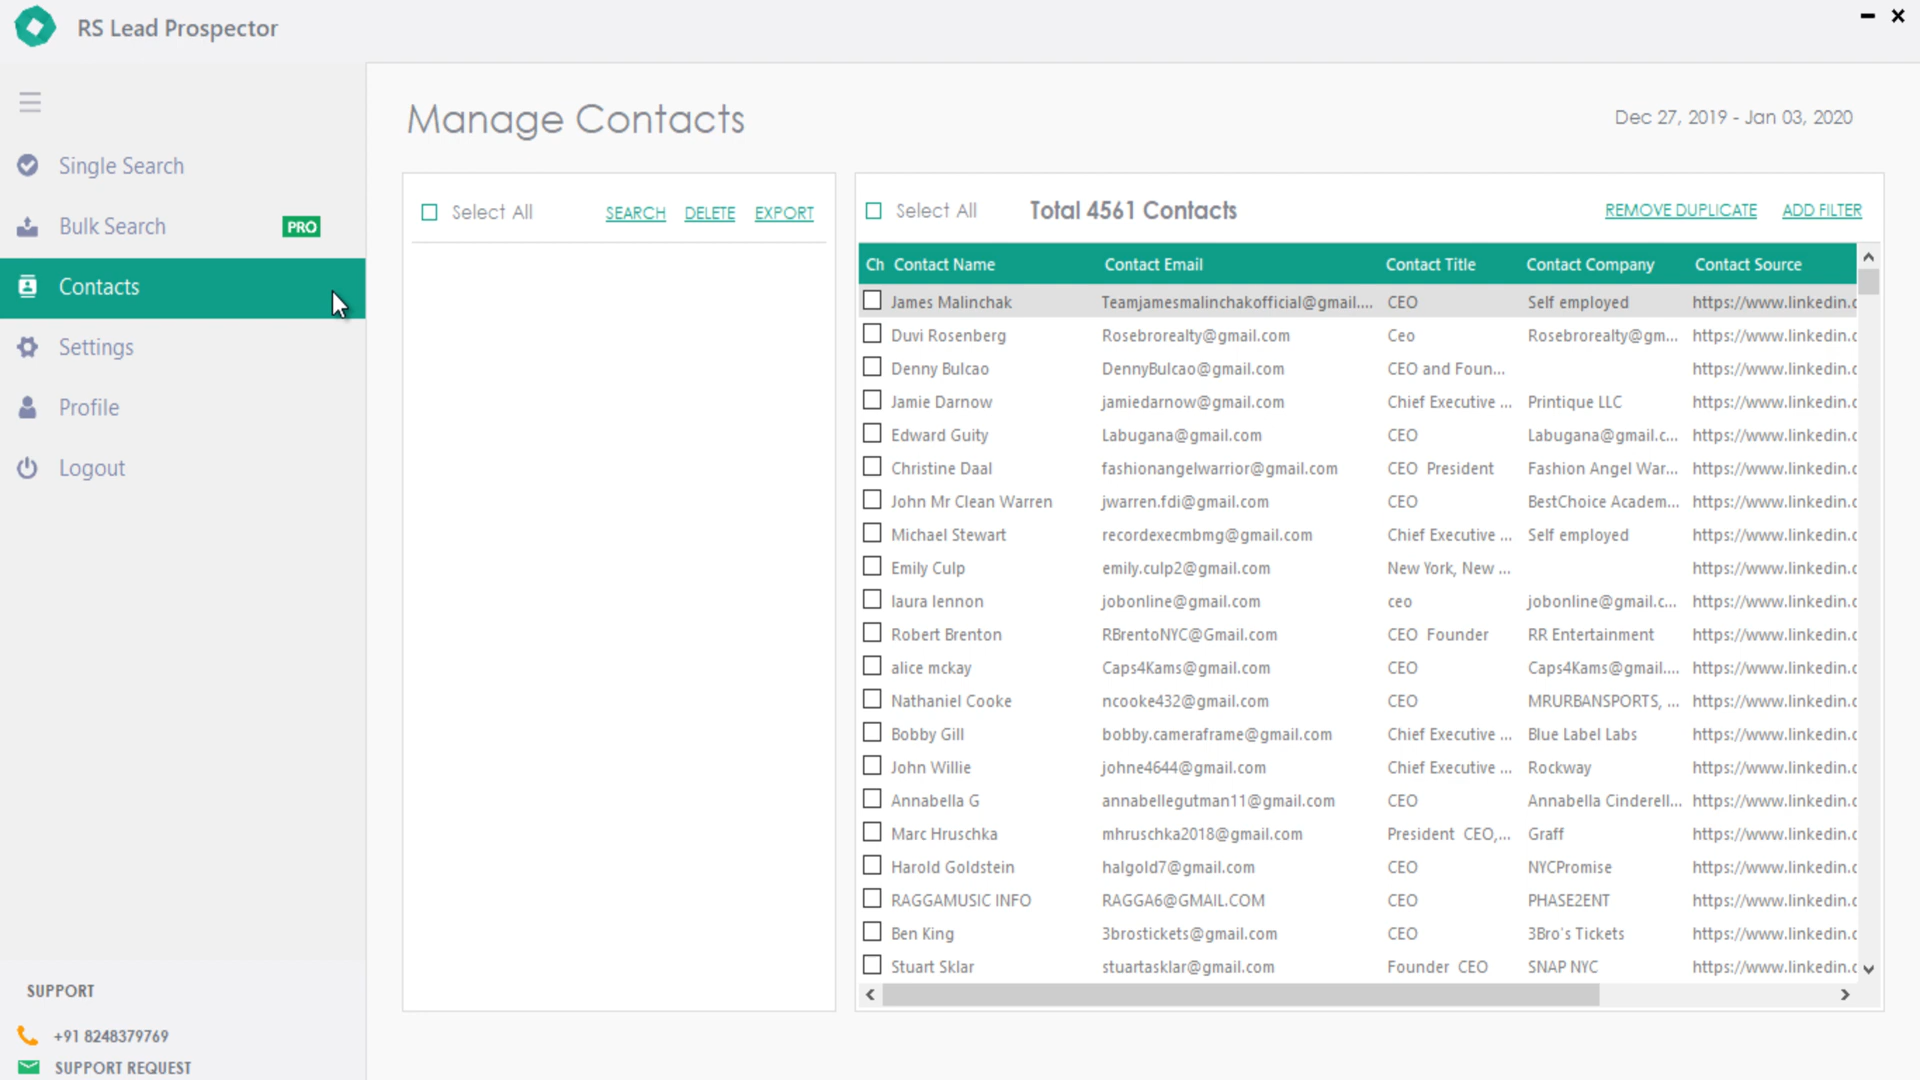 RS Lead Prospector
Manage Contacts
Dec 27, 2019 - Jan 03, 2020
Single Search
Bulk Search PRO
Contacts
Settings
Profile
Logout
Select All SEARCH DELETE EXPORT
Select All Total 4561 Contacts REMOVE DUPLICATE ADD FILTER
Ch Contact Name Contact Email Contact Title Contact Company Contact Source
James Malinchak Teamjamesmalinchakofficial@gmail.... CEO Self employed https://www.linkedin.c
Duvi Rosenberg Rosebrorealty@gmail.com Ceo Rosebrorealty@gm... https://www.linkedin.c
Denny Bulcao DennyBulcao@gmail.com CEO and Foun... https://www.linkedin.c
Jamie Darnow jamiedarnow@gmail.com Chief Executive ... Printique LLC https://www.linkedin.c
Edward Guity Labugana@gmail.com CEO Labugana@gmail.c... https://www.linkedin.c
Christine Daal fashionangelwarrior@gmail.com CEO President Fashion Angel War... https://www.linkedin.c
John Mr Clean Warren jwarren.fdi@gmail.com CEO BestChoice Academ... https://www.linkedin.c
Michael Stewart recordexecmbmg@gmail.com Chief Executive ... Self employed https://www.linkedin.c
Emily Culp emily.culp2@gmail.com New York, New ... https://www.linkedin.c
laura lennon jobonline@gmail.com ceo jobonline@gmail.c... https://www.linkedin.c
Robert Brenton RBrentoNYC@Gmail.com CEO Founder RR Entertainment https://www.linkedin.c
alice mckay Caps4Kams@gmail.com CEO Caps4Kams@gmail.... https://www.linkedin.c
Nathaniel Cooke ncooke432@gmail.com CEO MRURBANSPORTS, ... https://www.linkedin.c
Bobby Gill bobby.cameraframe@gmail.com Chief Executive ... Blue Label Labs https://www.linkedin.c
John Willie johne4644@gmail.com Chief Executive ... Rockway https://www.linkedin.c
Annabella G annabellegutman11@gmail.com CEO Annabella Cinderell... https://www.linkedin.c
Marc Hruschka mhruschka2018@gmail.com President CEO,... Graff https://www.linkedin.c
Harold Goldstein halgold7@gmail.com CEO NYCPromise https://www.linkedin.c
RAGGAMUSIC INFO RAGGA6@GMAIL.COM CEO PHASE2ENT https://www.linkedin.c
Ben King 3brostickets@gmail.com CEO 3Bro's Tickets https://www.linkedin.c
Stuart Sklar stuartasklar@gmail.com Founder CEO SNAP NYC https://www.linkedin.c
SUPPORT
+91 8248379769
SUPPORT REQUEST